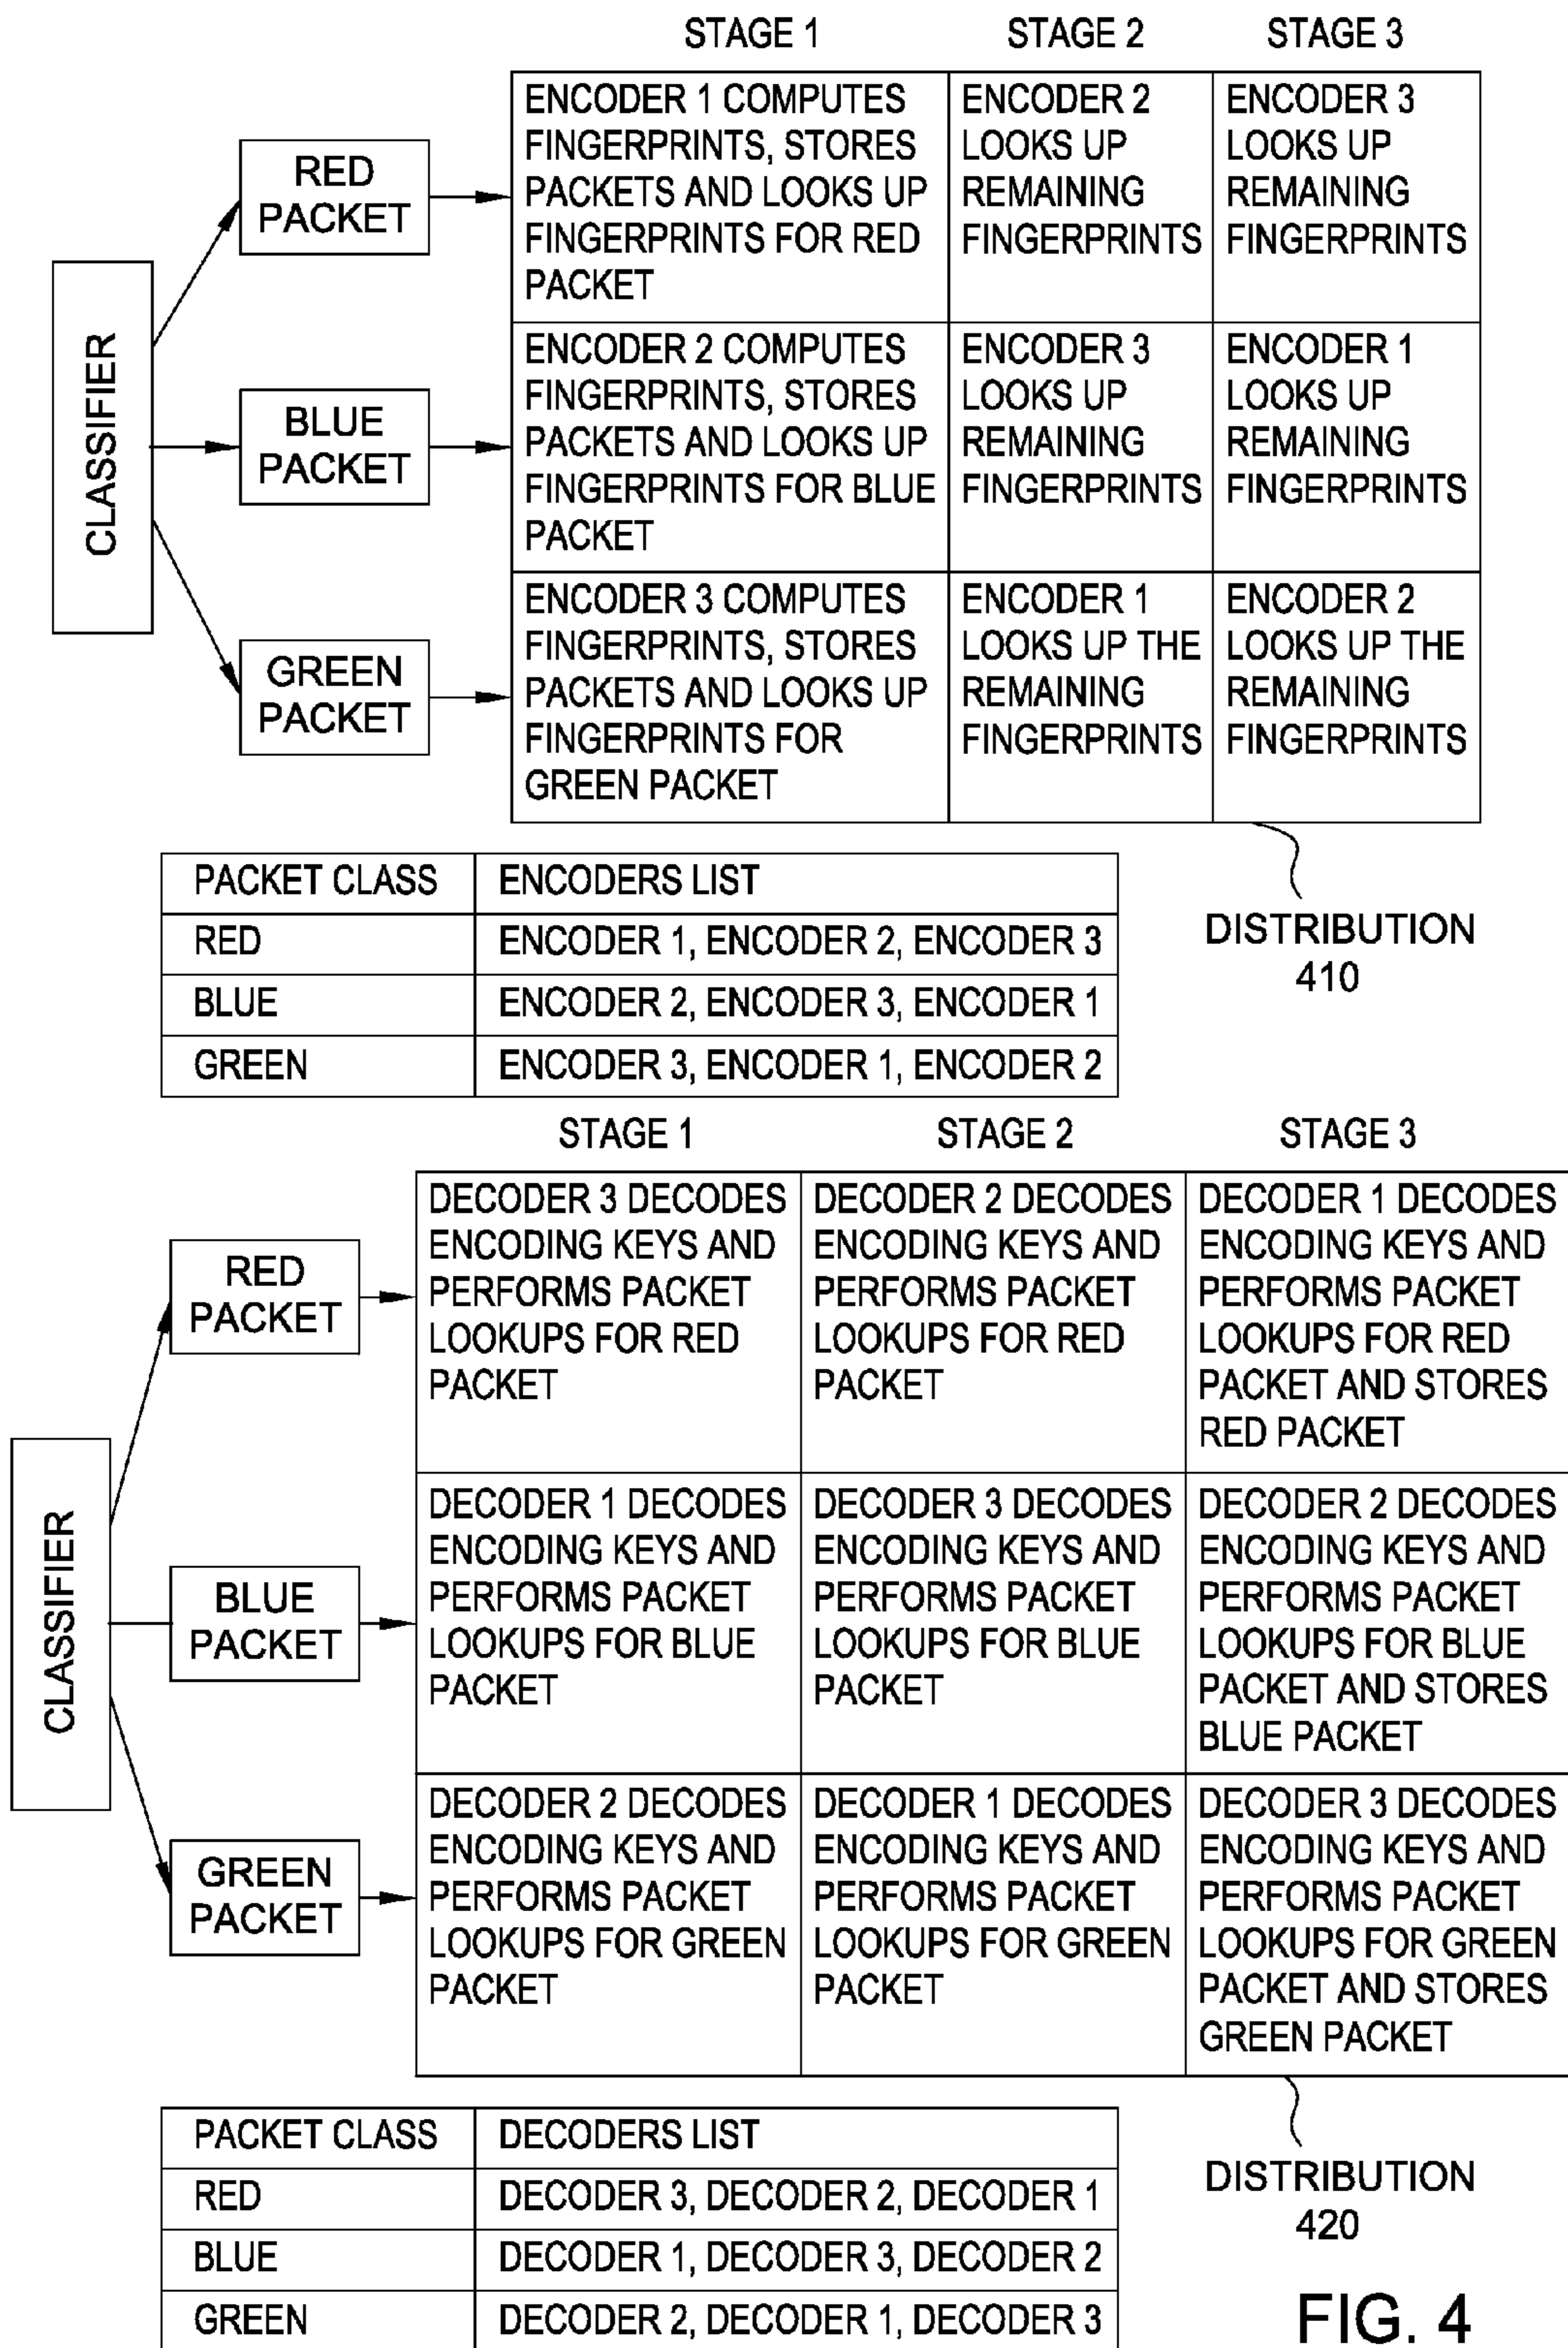 STAGE 1 STAGE 2 STAGE 3
CLASSIFIER
RED
PACKET
ENCODER 1 COMPUTES
FINGERPRINTS, STORES
PACKETS AND LOOKS UP
FINGERPRINTS FOR RED
PACKET
ENCODER 2
LOOKS UP
REMAINING
FINGERPRINTS
ENCODER 3
LOOKS UP
REMAINING
FINGERPRINTS
BLUE
PACKET
ENCODER 2 COMPUTES
FINGERPRINTS, STORES
PACKETS AND LOOKS UP
FINGERPRINTS FOR BLUE
PACKET
ENCODER 3
LOOKS UP
REMAINING
FINGERPRINTS
ENCODER 1
LOOKS UP
REMAINING
FINGERPRINTS
GREEN
PACKET
ENCODER 3 COMPUTES
FINGERPRINTS, STORES
PACKETS AND LOOKS UP
FINGERPRINTS FOR
GREEN PACKET
ENCODER 1
LOOKS UP THE
REMAINING
FINGERPRINTS
ENCODER 2
LOOKS UP THE
REMAINING
FINGERPRINTS
PACKET CLASS ENCODERS LIST
RED ENCODER 1, ENCODER 2, ENCODER 3
BLUE ENCODER 2, ENCODER 3, ENCODER 1
GREEN ENCODER 3, ENCODER 1, ENCODER 2
DISTRIBUTION
410
STAGE 1 STAGE 2 STAGE 3
CLASSIFIER
RED
PACKET
DECODER 3 DECODES
ENCODING KEYS AND
PERFORMS PACKET
LOOKUPS FOR RED
PACKET
DECODER 2 DECODES
ENCODING KEYS AND
PERFORMS PACKET
LOOKUPS FOR RED
PACKET
DECODER 1 DECODES
ENCODING KEYS AND
PERFORMS PACKET
LOOKUPS FOR RED
PACKET AND STORES
RED PACKET
BLUE
PACKET
DECODER 1 DECODES
ENCODING KEYS AND
PERFORMS PACKET
LOOKUPS FOR BLUE
PACKET
DECODER 3 DECODES
ENCODING KEYS AND
PERFORMS PACKET
LOOKUPS FOR BLUE
PACKET
DECODER 2 DECODES
ENCODING KEYS AND
PERFORMS PACKET
LOOKUPS FOR BLUE
PACKET AND STORES
BLUE PACKET
GREEN
PACKET
DECODER 2 DECODES
ENCODING KEYS AND
PERFORMS PACKET
LOOKUPS FOR GREEN
PACKET
DECODER 1 DECODES
ENCODING KEYS AND
PERFORMS PACKET
LOOKUPS FOR GREEN
PACKET
DECODER 3 DECODES
ENCODING KEYS AND
PERFORMS PACKET
LOOKUPS FOR GREEN
PACKET AND STORES
GREEN PACKET
PACKET CLASS DECODERS LIST
RED DECODER 3, DECODER 2, DECODER 1
BLUE DECODER 1, DECODER 3, DECODER 2
GREEN DECODER 2, DECODER 1, DECODER 3
DISTRIBUTION
420
FIG. 4